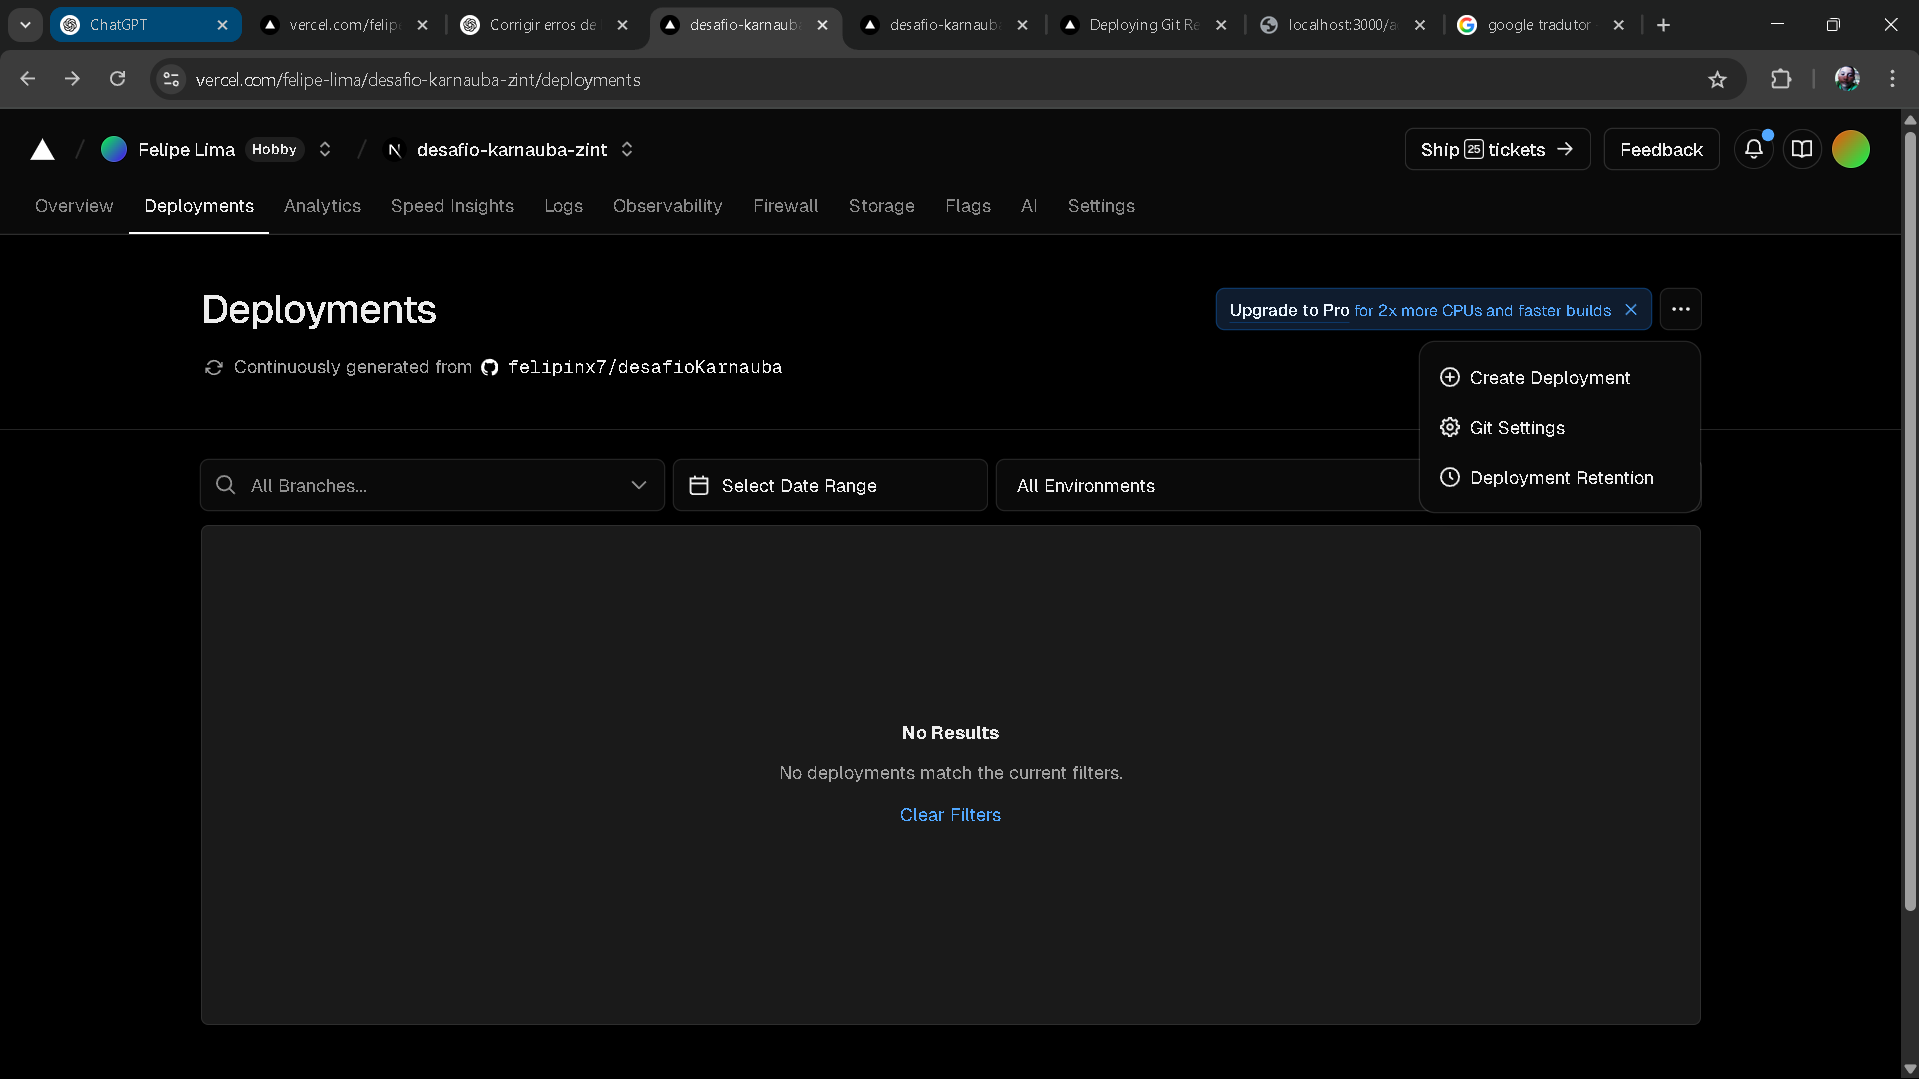 ChatGPT
vercel.com/felip
Corrigir erros de
desafio-karnauba
desafio-karnauba
Deploying Git Re
localhost:3000/a
google tradutor
vercel.com/felipe-lima/desafio-karnauba-zint/deployments
Felipe Lima Hobby / desafio-karnauba-zint
Ship 25 tickets → Feedback
Overview Deployments Analytics Speed Insights Logs Observability Firewall Storage Flags AI Settings
Deployments
Upgrade to Pro for 2x more CPUs and faster builds
Continuously generated from felipinx7/desafioKarnauba
Create Deployment
Git Settings
Deployment Retention
All Branches...
Select Date Range
All Environments
No Results
No deployments match the current filters.
Clear Filters